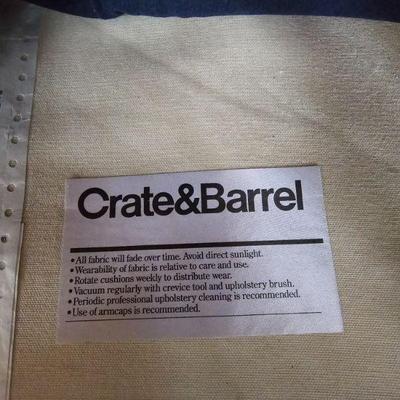 Crate&Barrel
• All fabric will fade over time. Avoid direct sunlight.
• Wearability of fabric is relative to care and use.
• Rotate cushions weekly to distribute wear.
• Vacuum regularly with crevice tool and upholstery brush.
• Periodic professional upholstery cleaning is recommended.
• Use of armcaps is recommended.